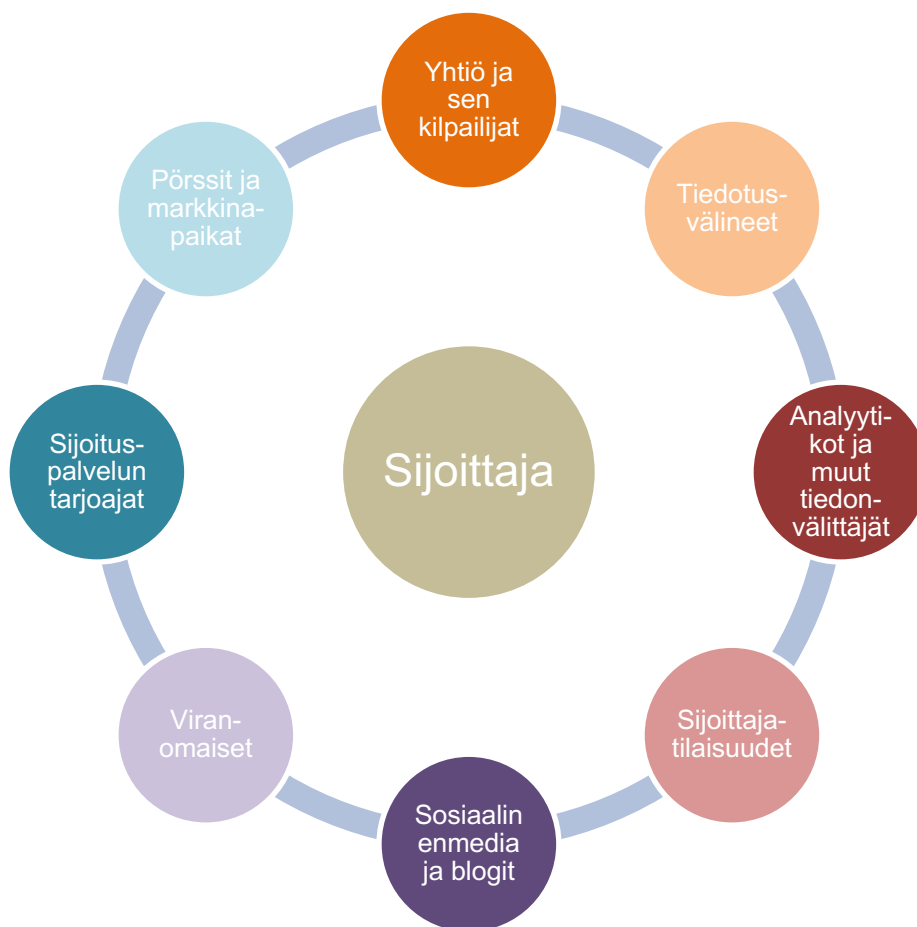 Yhtiö ja
sen
kilpailijat
Tiedotus-
välineet
Analyyti-
kot ja
muut
tiedon-
välittäjät
Sijoittaja-
tilaisuudet
Sosiaalin
enmedia
ja blogit
Viran-
omaiset
Sijoitus-
palvelun
tarjoajat
Pörssit ja
markkina-
paikat
Sijoittaja